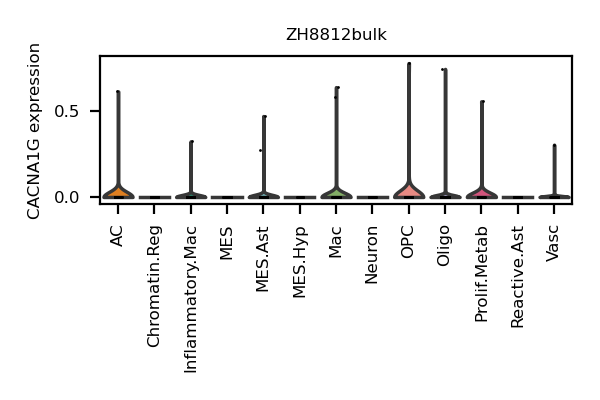 ZH8812bulk
CACNA1G expression
0.5
0.0
AC
Chromatin.Reg
Inflammatory.Mac
MES
MES.Ast
MES.Hyp
Mac
Neuron
OPC
Oligo
Prolif.Metab
Reactive.Ast
Vasc